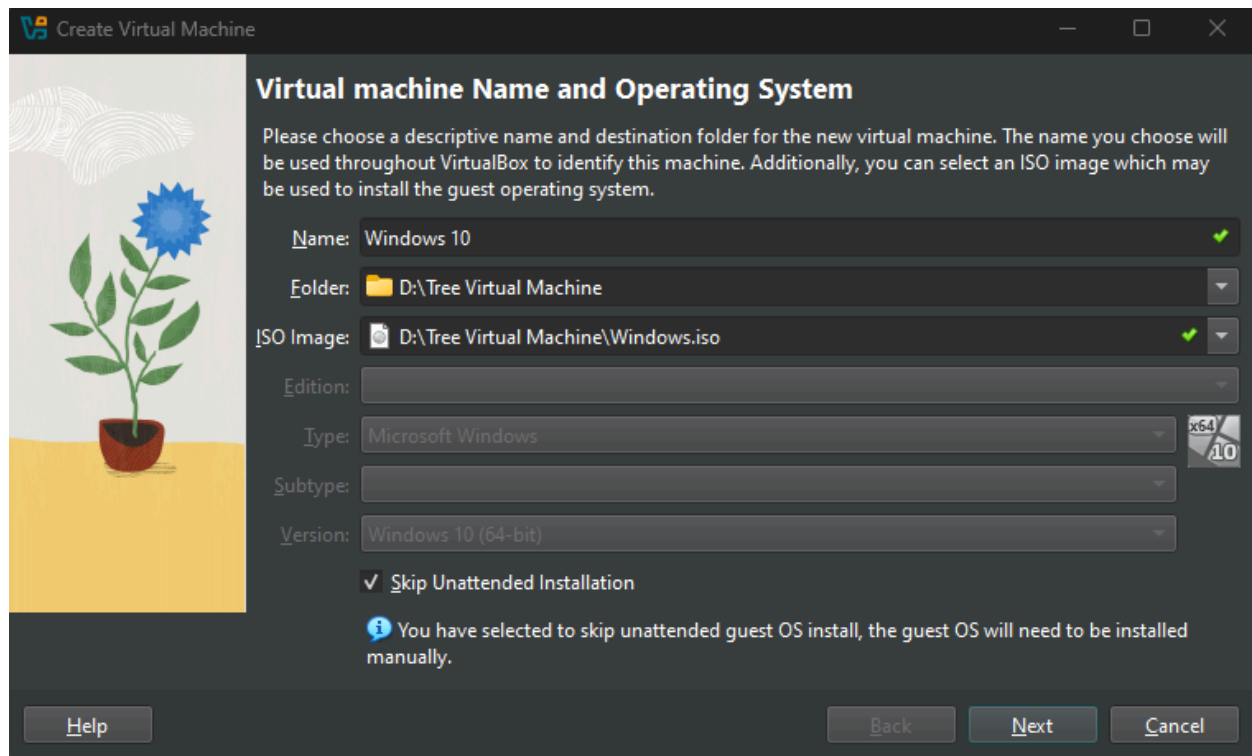 Create Virtual Machine
Virtual machine Name and Operating System
Please choose a descriptive name and destination folder for the new virtual machine. The name you choose will
be used throughout VirtualBox to identify this machine. Additionally, you can select an ISO image which may
be used to install the guest operating system.
Name: Windows 10
Folder: D:\Tree Virtual Machine
ISO Image: D:\Tree Virtual Machine\Windows.iso
Edition:
Type: Microsoft Windows
x64
10
Subtype:
Version: Windows 10 (64-bit)
Skip Unattended Installation
You have selected to skip unattended guest OS install, the guest OS will need to be installed
manually.
Help Back Next Cancel